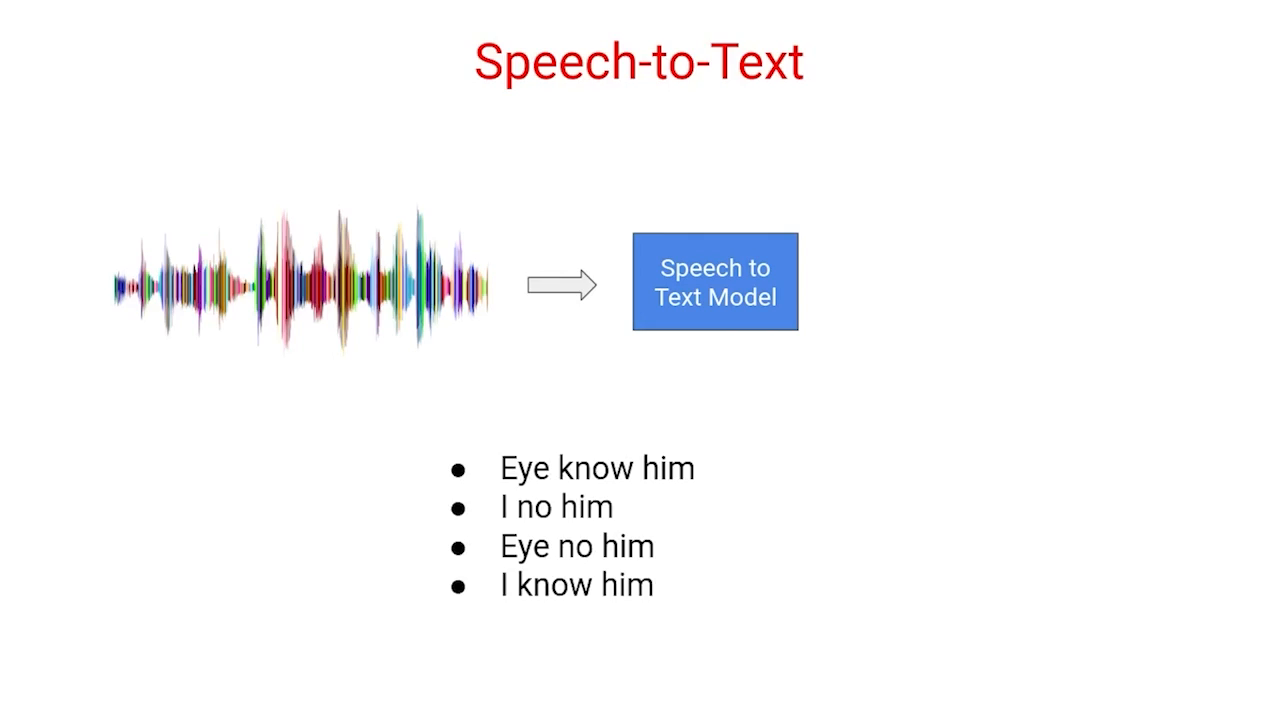 Speech-to-Text
Speech to
Text Model
● Eye know him
● I no him
● Eye no him
● I know him